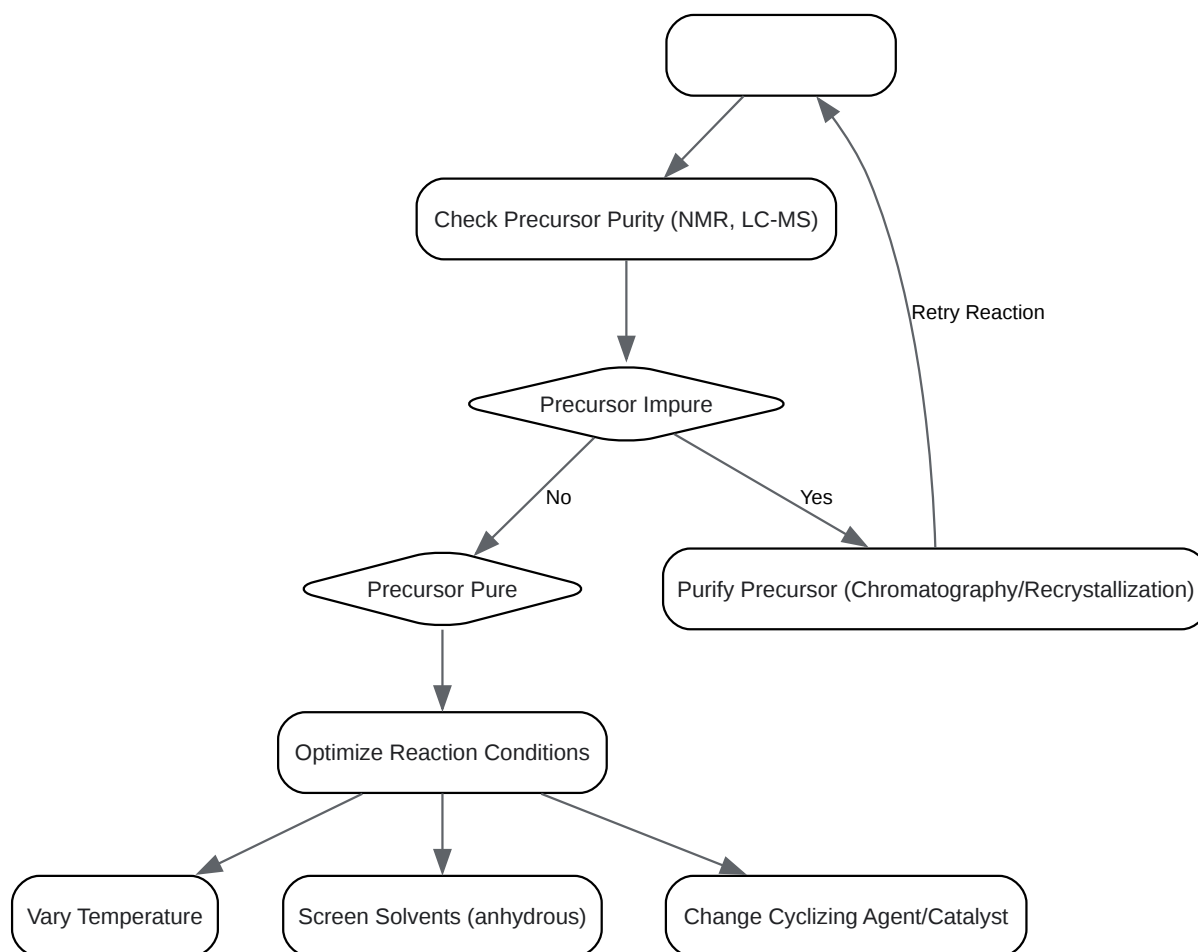 Check Precursor Purity (NMR, LC-MS)
Retry Reaction
Precursor Impure
No
Yes
Precursor Pure
Purify Precursor (Chromatography/Recrystallization)
Optimize Reaction Conditions
Vary Temperature
Screen Solvents (anhydrous)
Change Cyclizing Agent/Catalyst